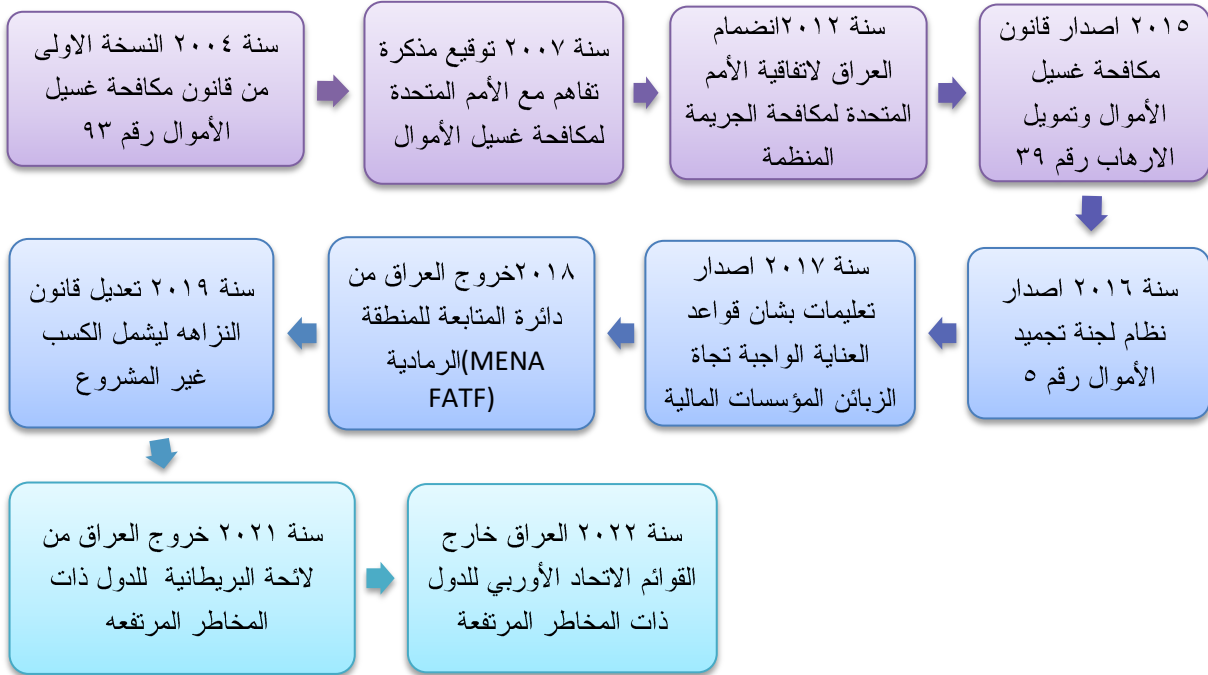 سنة ٢٠٠٤ النسخة الاولى
من قانون مكافحة غسيل
الأموال رقم ٩٣
سنة ٢٠٠٧ توقيع مذكرة
تفاهم مع الأمم المتحدة
لمكافحة غسيل الأموال
سنة ٢٠١٢انضمام
العراق لاتفاقية الأمم
المتحدة لمكافحة الجريمة
المنظمة
٢٠١٥ اصدار قانون
مكافحة غسيل
الأموال وتمويل
الارهاب رقم ٣٩
سنة ٢٠١٦ اصدار
نظام لجنة تجميد
الأموال رقم ٥
سنة ٢٠١٧ اصدار
تعليمات بشان قواعد
العناية الواجبة تجاة
الزبائن المؤسسات المالية
٢٠١٨خروج العراق من
دائرة المتابعة للمنطقة
الرمادية(MENA
FATF)
سنة ٢٠١٩ تعديل قانون
النزاهه ليشمل الكسب
غير المشروع
سنة ٢٠٢١ خروج العراق من
لائحة البريطانية للدول ذات
المخاطر المرتفعه
سنة ٢٠٢٢ العراق خارج
القوائم الاتحاد الأوربي للدول
ذات المخاطر المرتفعة